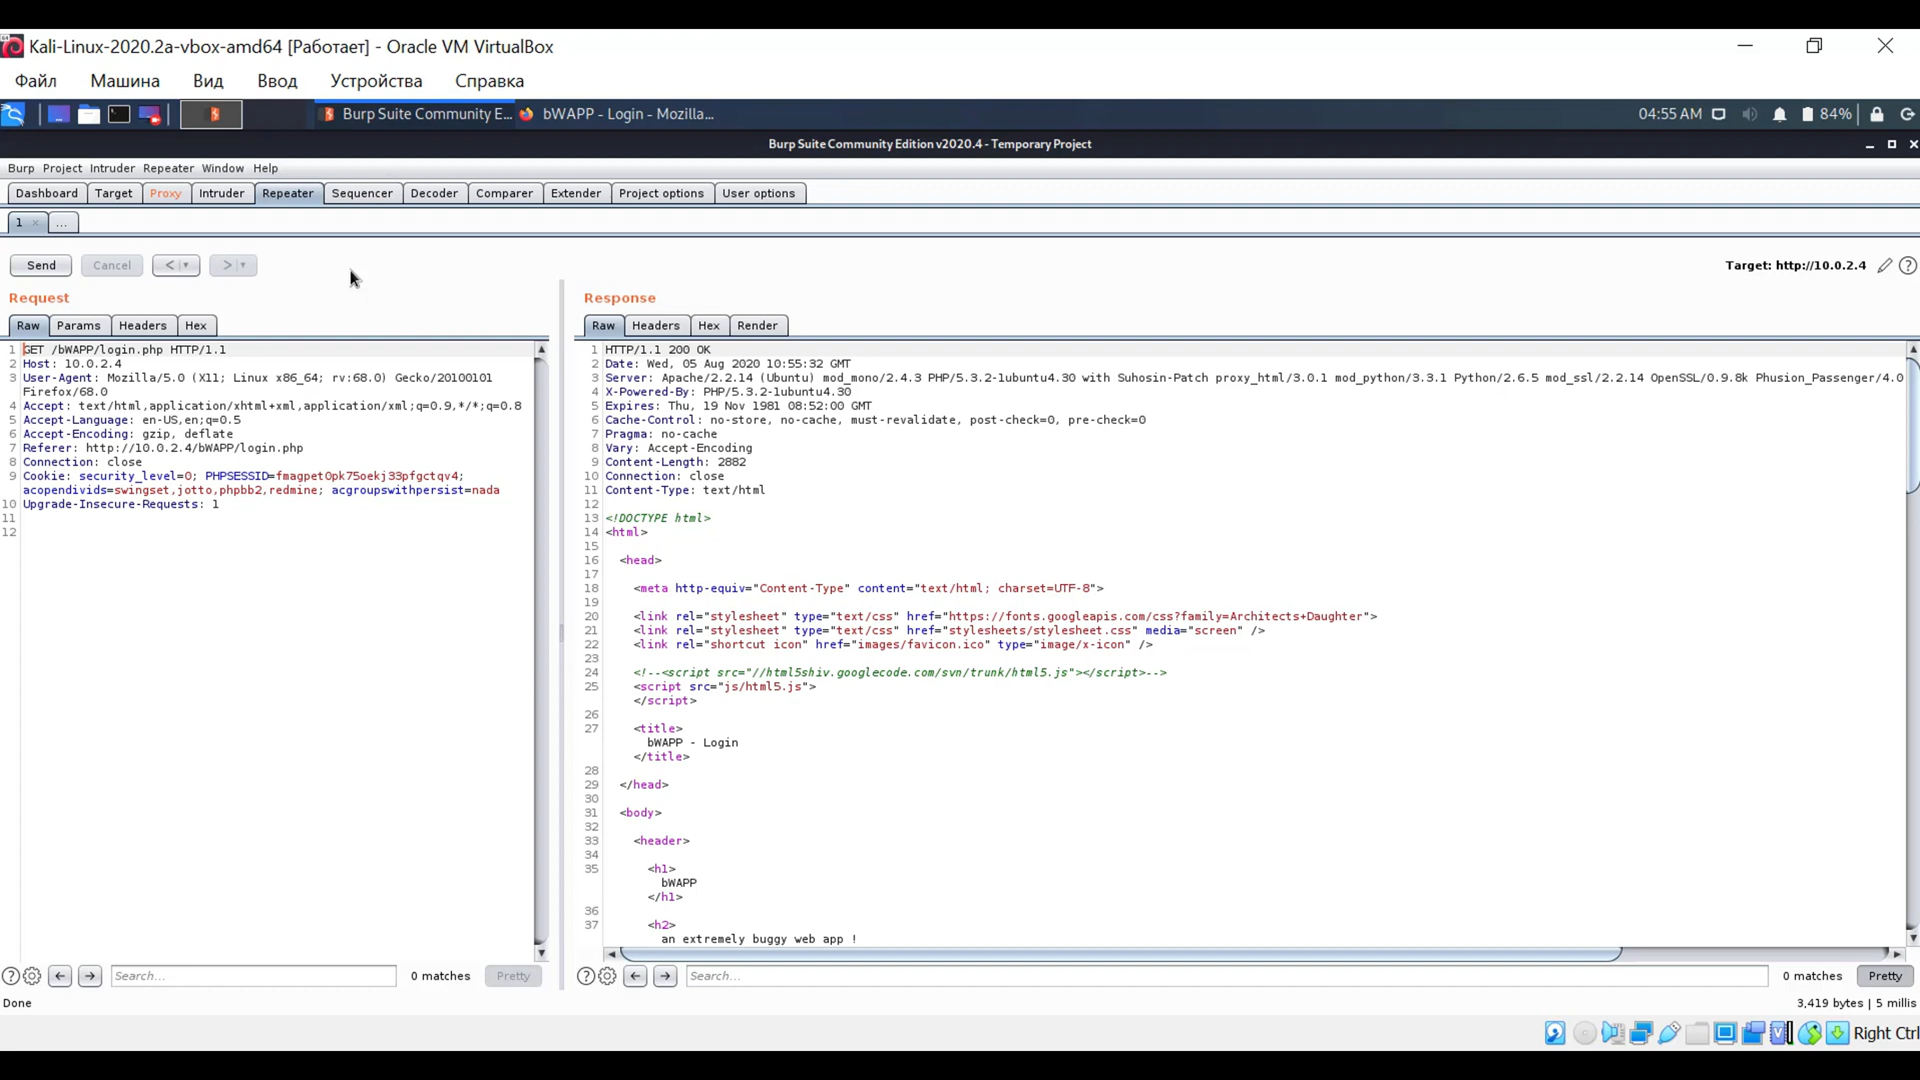 Kali-Linux-2020.2a-vbox-amd64 [Работает] - Oracle VM VirtualBox
Файл Машина Вид Ввод Устройства Справка
Burp Suite Community E... bWAPP - Login - Mozilla... 04:55 AM 84%
Burp Suite Community Edition v2020.4 - Temporary Project
Burp Project Intruder Repeater Window Help
Dashboard Target Proxy Intruder Repeater Sequencer Decoder Comparer Extender Project options User options
1 × ...
Send Cancel < > Target: http://10.0.2.4 ?
Request
Raw Params Headers Hex
1 GET /bWAPP/login.php HTTP/1.1
2 Host: 10.0.2.4
3 User-Agent: Mozilla/5.0 (X11; Linux x86_64; rv:68.0) Gecko/20100101
Firefox/68.0
4 Accept: text/html,application/xhtml+xml,application/xml;q=0.9,*/*;q=0.8
5 Accept-Language: en-US,en;q=0.5
6 Accept-Encoding: gzip, deflate
7 Referer: http://10.0.2.4/bWAPP/login.php
8 Connection: close
9 Cookie: security_level=0; PHPSESSID=fmagpet0pk75oekj33pfgctqv4;
acopendivids=swingset,jotto,phpbb2,redmine; acgroupswithpersist=nada
10 Upgrade-Insecure-Requests: 1
11
12
? Search... 0 matches Pretty
Response
Raw Headers Hex Render
1 HTTP/1.1 200 OK
2 Date: Wed, 05 Aug 2020 10:55:32 GMT
3 Server: Apache/2.2.14 (Ubuntu) mod_mono/2.4.3 PHP/5.3.2-1ubuntu4.30 with Suhosin-Patch proxy_html/3.0.1 mod_python/3.3.1 Python/2.6.5 mod_ssl/2.2.14 OpenSSL/0.9.8k Phusion_Passenger/4.0
4 X-Powered-By: PHP/5.3.2-1ubuntu4.30
5 Expires: Thu, 19 Nov 1981 08:52:00 GMT
6 Cache-Control: no-store, no-cache, must-revalidate, post-check=0, pre-check=0
7 Pragma: no-cache
8 Vary: Accept-Encoding
9 Content-Length: 2882
10 Connection: close
11 Content-Type: text/html
12
13 <!DOCTYPE html>
14 <html>
15
16 <head>
17
18 <meta http-equiv="Content-Type" content="text/html; charset=UTF-8">
19
20 <link rel="stylesheet" type="text/css" href="https://fonts.googleapis.com/css?family=Architects+Daughter">
21 <link rel="stylesheet" type="text/css" href="stylesheets/stylesheet.css" media="screen" />
22 <link rel="shortcut icon" href="images/favicon.ico" type="image/x-icon" />
23
24 <!--<script src="//html5shiv.googlecode.com/svn/trunk/html5.js"></script>-->
25 <script src="js/html5.js">
</script>
26
27 <title>
bWAPP - Login
</title>
28
29 </head>
30
31 <body>
32
33 <header>
34
35 <h1>
bWAPP
</h1>
36
37 <h2>
an extremely buggy web app !
? Search... 0 matches Pretty
Done 3,419 bytes | 5 millis
Right Ctrl